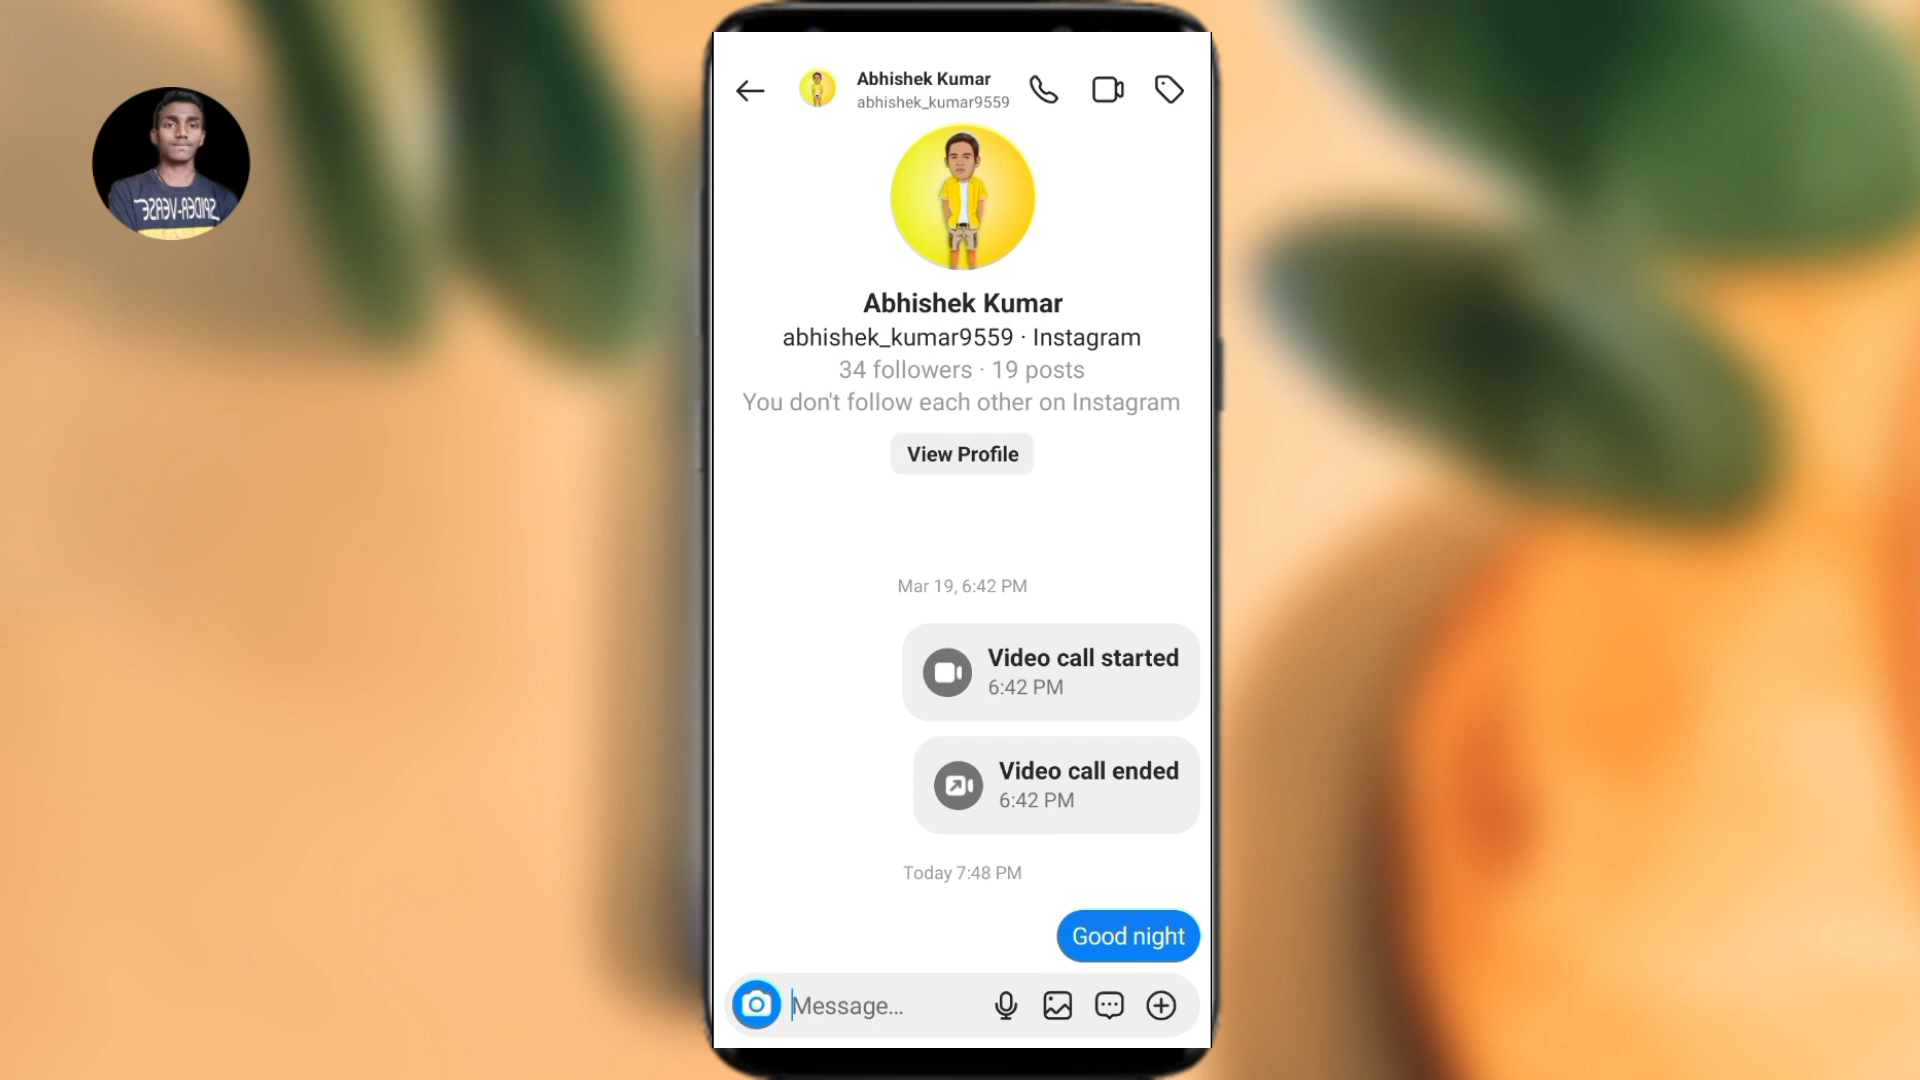 SPIDER-VERSE
Abhishek Kumar
abhishek_kumar9559
Abhishek Kumar
abhishek_kumar9559 · Instagram
34 followers · 19 posts
You don't follow each other on Instagram
View Profile
Mar 19, 6:42 PM
Video call started
6:42 PM
Video call ended
6:42 PM
Today 7:48 PM
Good night
Message...